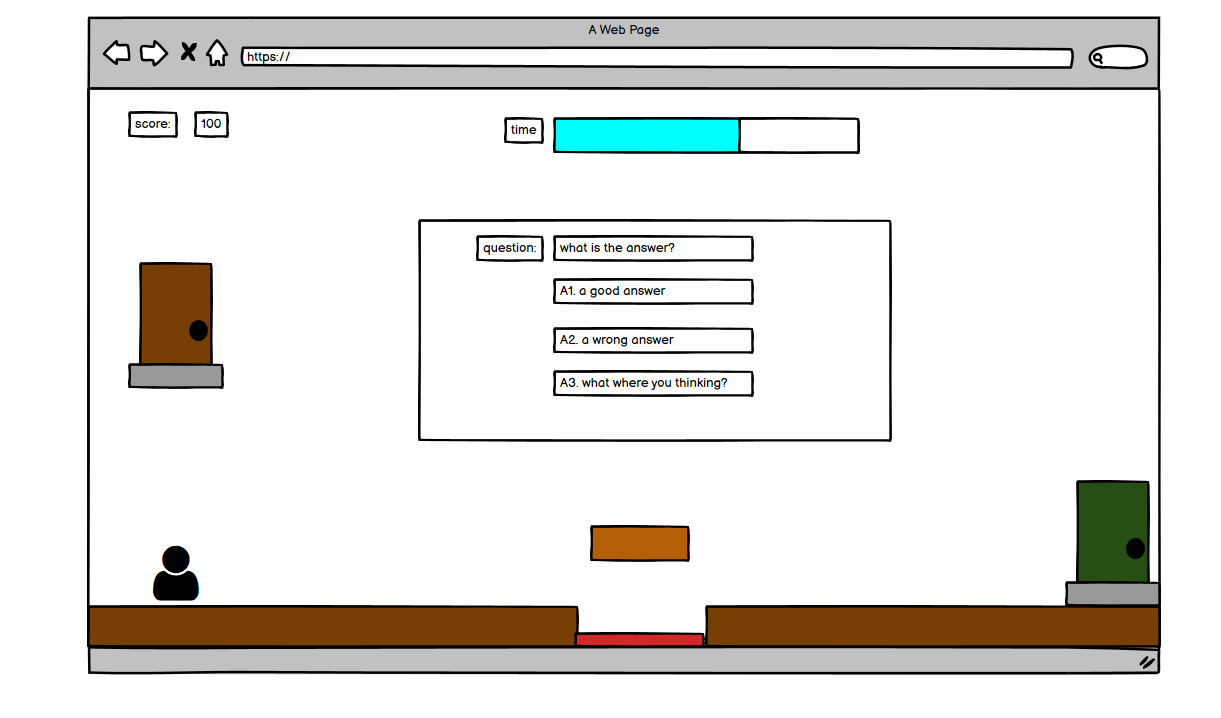 A Web Page
https://
score: 100
time
question: what is the answer?
A1. a good answer
A2. a wrong answer
A3. what where you thinking?